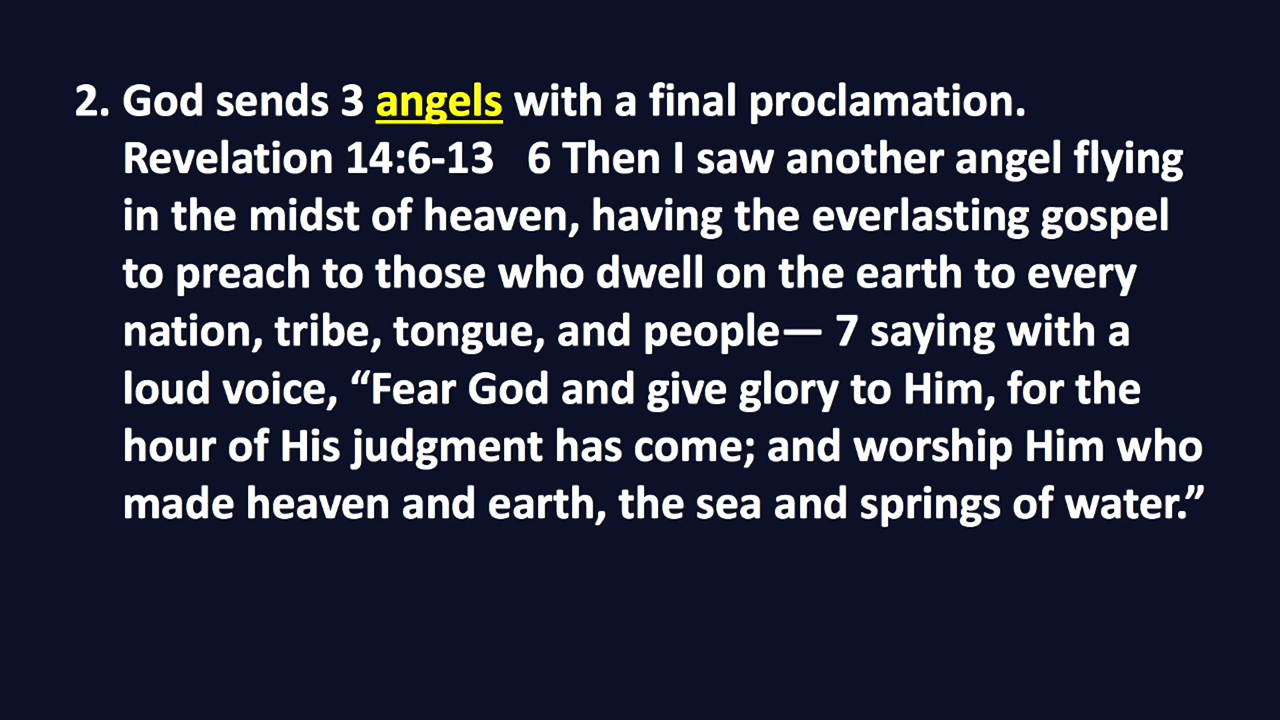 2. God sends 3 angels with a final proclamation.
Revelation 14:6-13 6 Then I saw another angel flying
in the midst of heaven, having the everlasting gospel
to preach to those who dwell on the earth to every
nation, tribe, tongue, and people— 7 saying with a
loud voice, “Fear God and give glory to Him, for the
hour of His judgment has come; and worship Him who
made heaven and earth, the sea and springs of water.”